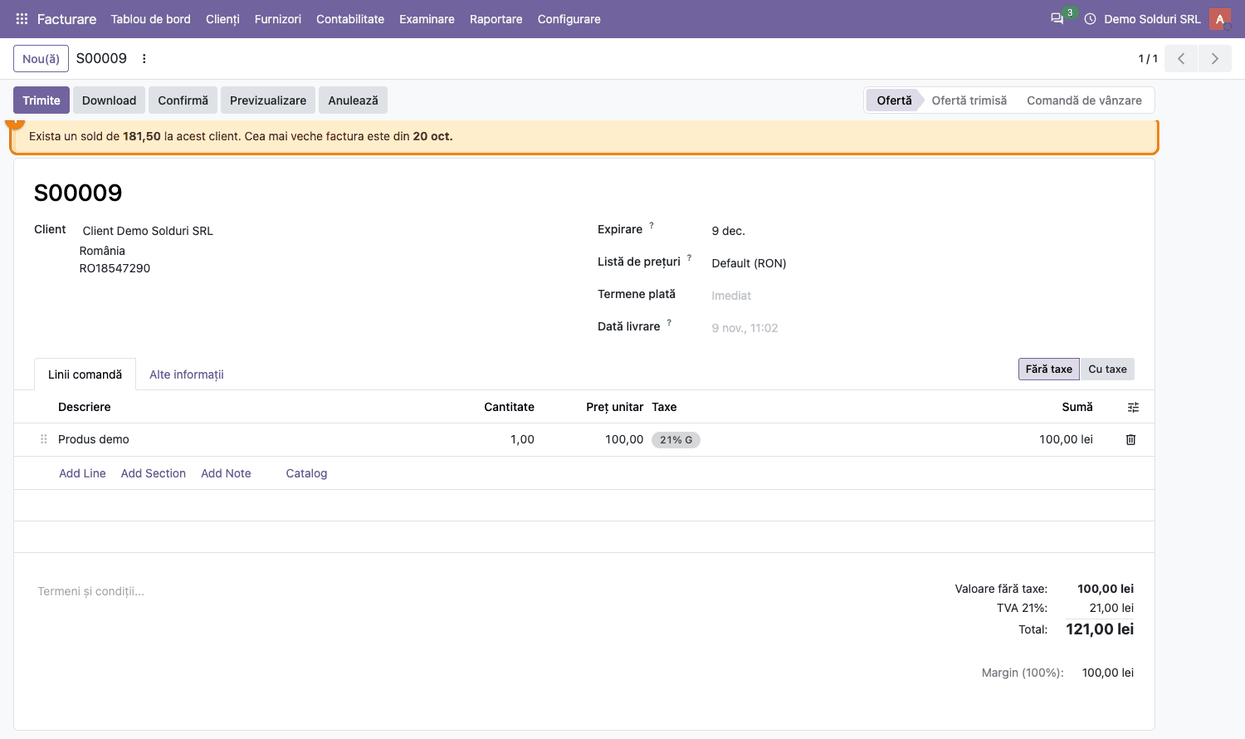 Facturare Tablou de bord Clienți Furnizori Contabilitate Examinare Raportare Configurare 3 Demo Solduri SRL A
Nou(ă) S00009 1 / 1
Trimite Download Confirmă Previzualizare Anulează Ofertă Ofertă trimisă Comandă de vânzare
Exista un sold de 181,50 la acest client. Cea mai veche factura este din 20 oct.
S00009
Client Client Demo Solduri SRL
România
RO18547290
Expirare ? 9 dec.
Listă de prețuri ? Default (RON)
Termene plată Imediat
Dată livrare ? 9 nov., 11:02
Linii comandă Alte informații Fără taxe Cu taxe
Descriere Cantitate Preț unitar Taxe Sumă
Produs demo 1,00 100,00 21% G 100,00 lei
Add Line Add Section Add Note Catalog
Termeni și condiții...
Valoare fără taxe: 100,00 lei
TVA 21%: 21,00 lei
Total: 121,00 lei
Margin (100%): 100,00 lei